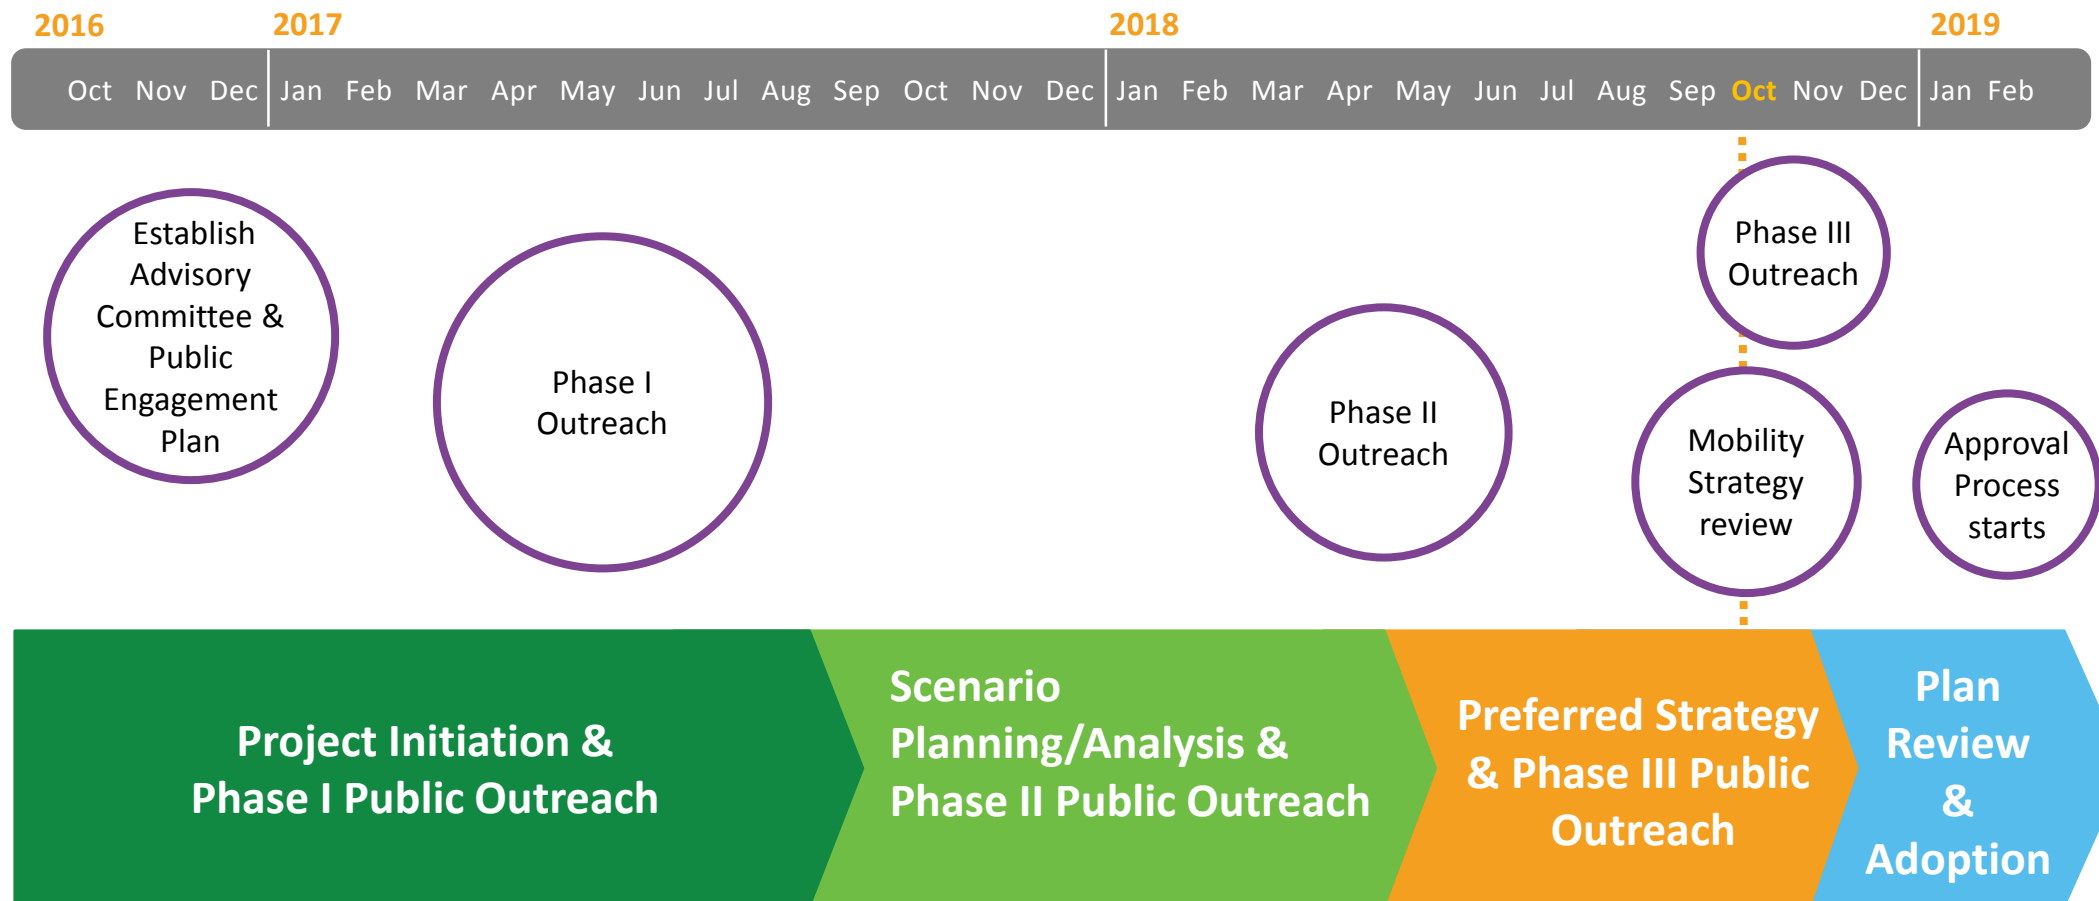 2016 2017 2018 2019
Oct Nov Dec Jan Feb Mar Apr May Jun Jul Aug Sep Oct Nov Dec Jan Feb Mar Apr May Jun Jul Aug Sep Oct Nov Dec Jan Feb
Establish
Advisory
Committee &
Public
Engagement
Plan
Phase I
Outreach
Phase II
Outreach
Phase III
Outreach
Mobility
Strategy
review
Approval
Process
starts
Project Initiation &
Phase I Public Outreach
Scenario
Planning/Analysis &
Phase II Public Outreach
Preferred Strategy
& Phase III Public
Outreach
Plan
Review
&
Adoption